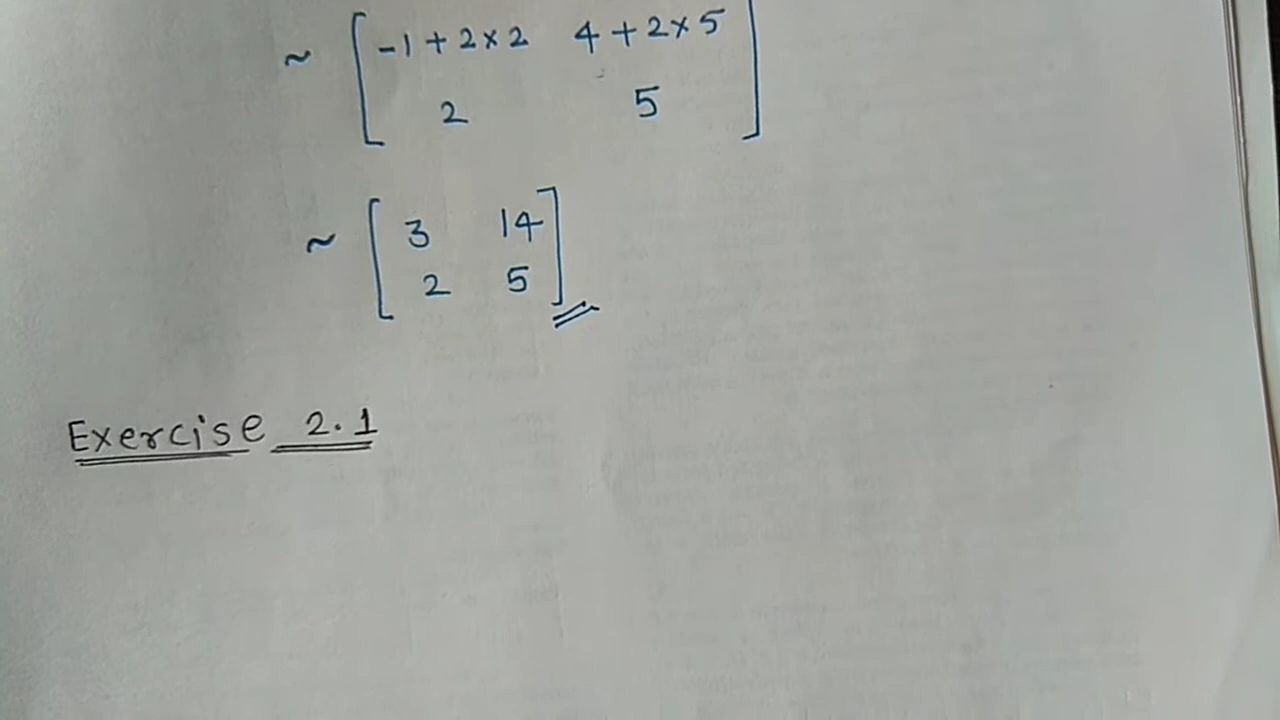 ~ [ -1 + 2 × 2   4 + 2 × 5 ]
2   5
~ [ 3   14 ]
2   5
Exercise 2.1